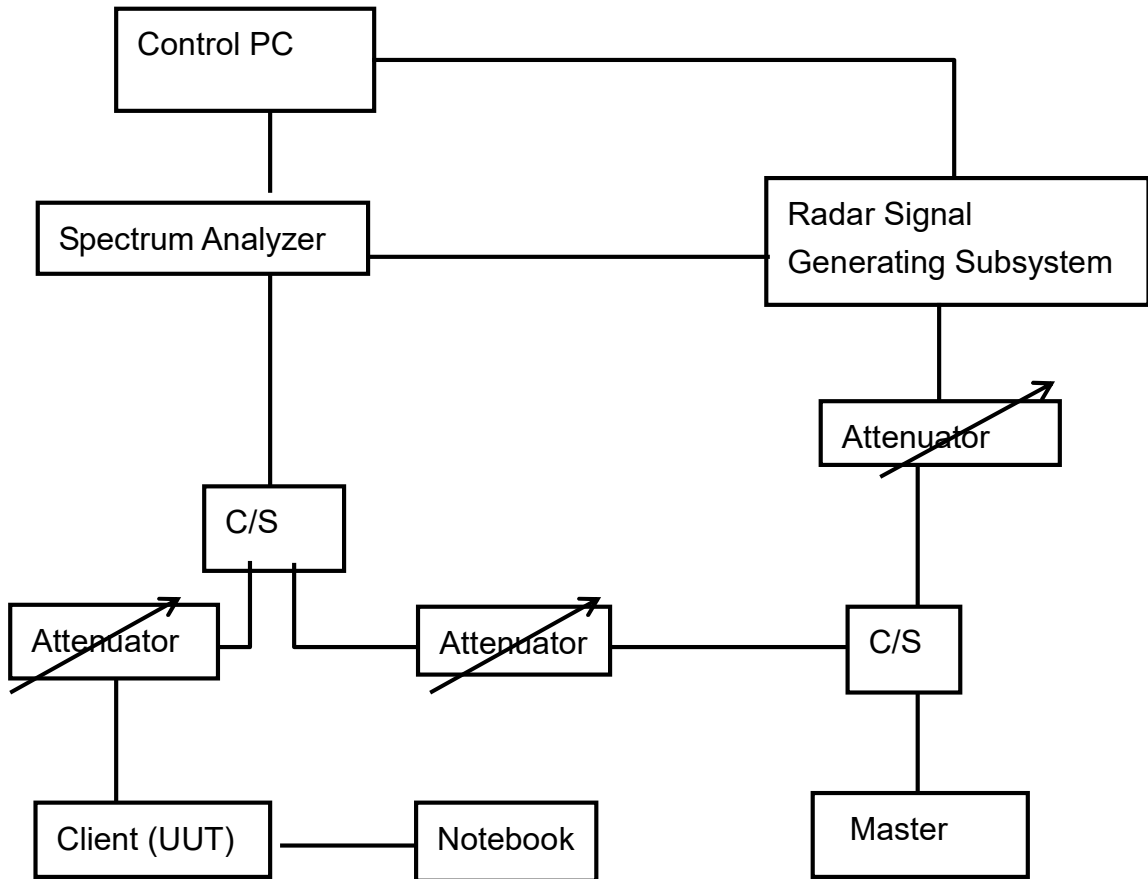 Control PC
Spectrum Analyzer
Radar Signal
Generating Subsystem
Attenuator
C/S
Attenuator
Attenuator
C/S
Client (UUT)
Notebook
Master